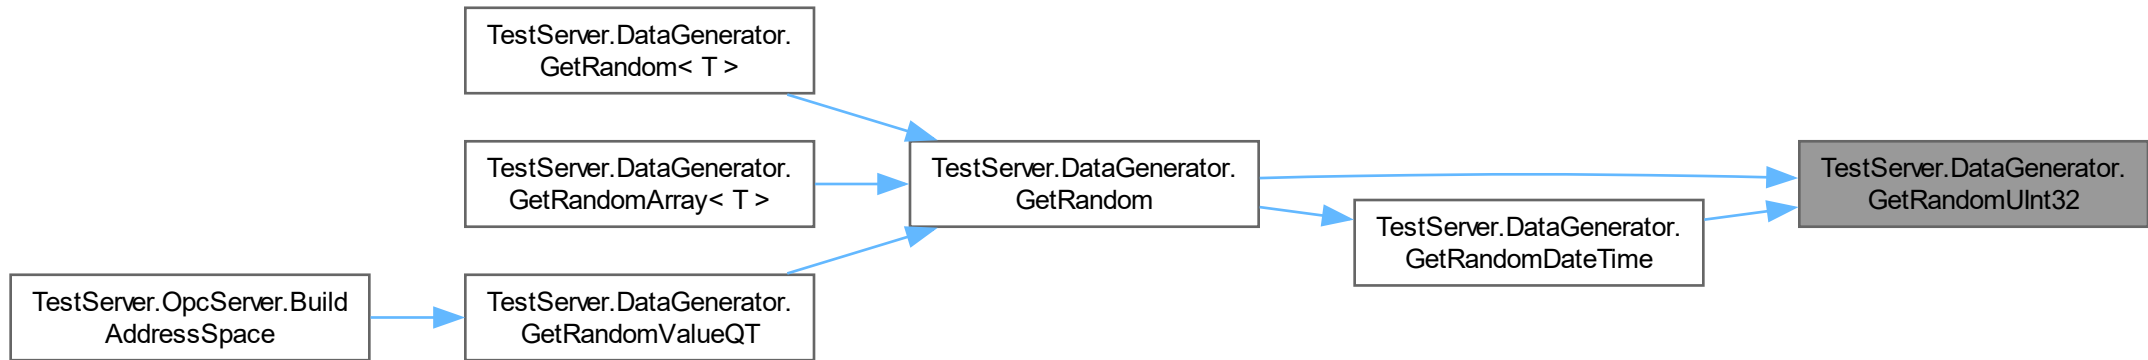 TestServer.DataGenerator.
GetRandom< T >
TestServer.DataGenerator.
GetRandomArray< T >
TestServer.DataGenerator.
GetRandom
TestServer.DataGenerator.
GetRandomUInt32
TestServer.DataGenerator.
GetRandomDateTime
TestServer.OpcServer.Build
AddressSpace
TestServer.DataGenerator.
GetRandomValueQT